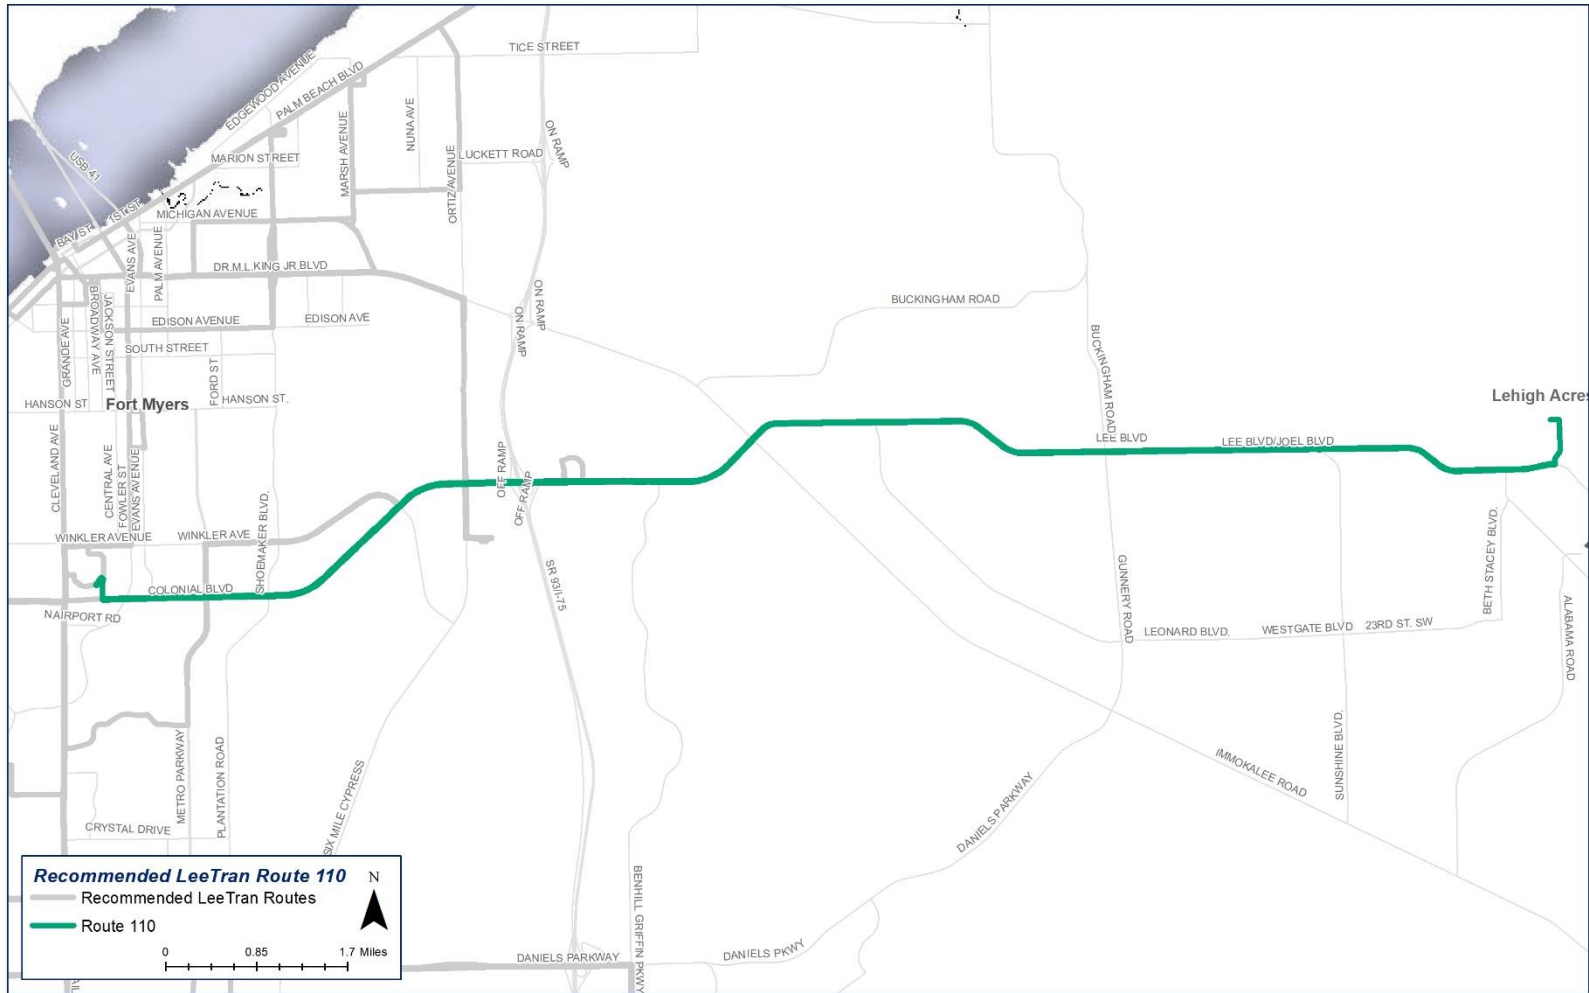 TICE STREET
EDGEWOOD AVENUE
PALM BEACH BLVD
NUNA AVE
MARSH AVENUE
ON RAMP
LUCKETT ROAD
MARION STREET
USB 41
ORTIZ AVENUE
1ST ST.
MICHIGAN AVENUE
BAY ST.
EVANS AVE
PALM AVENUE
DR.M.L.KING JR.BLVD
ON RAMP
ON RAMP
BUCKINGHAM ROAD
GRANDE AVE
BROADWAY AVE
JACKSON STREET
EDISON AVENUE
EDISON AVE
SOUTH STREET
FORD ST
BUCKINGHAM ROAD
HANSON ST
Fort Myers
HANSON ST.
Lehigh Acres
LEE BLVD
LEE BLVD/JOEL BLVD
CLEVELAND AVE
CENTRAL AVE
FOWLER ST
EVANS AVENUE
OFF RAMP
OFF RAMP
SHOEMAKER BLVD.
BETH STACEY BLVD.
WINKLER AVENUE
WINKLER AVE
COLONIAL BLVD
SR 93/I-75
GUNNERY ROAD
ALABAMA ROAD
NAIRPORT RD
LEONARD BLVD.
WESTGATE BLVD
23RD ST. SW
METRO PARKWAY
PLANTATION ROAD
SIX MILE CYPRESS
SUNSHINE BLVD.
IMMOKALEE ROAD
DANIELS PARKWAY
CRYSTAL DRIVE
BENHILL GRIFFIN PKWY
DANIELS PARKWAY
DANIELS PKWY
Recommended LeeTran Route 110
N
Recommended LeeTran Routes
Route 110
0 0.85 1.7 Miles